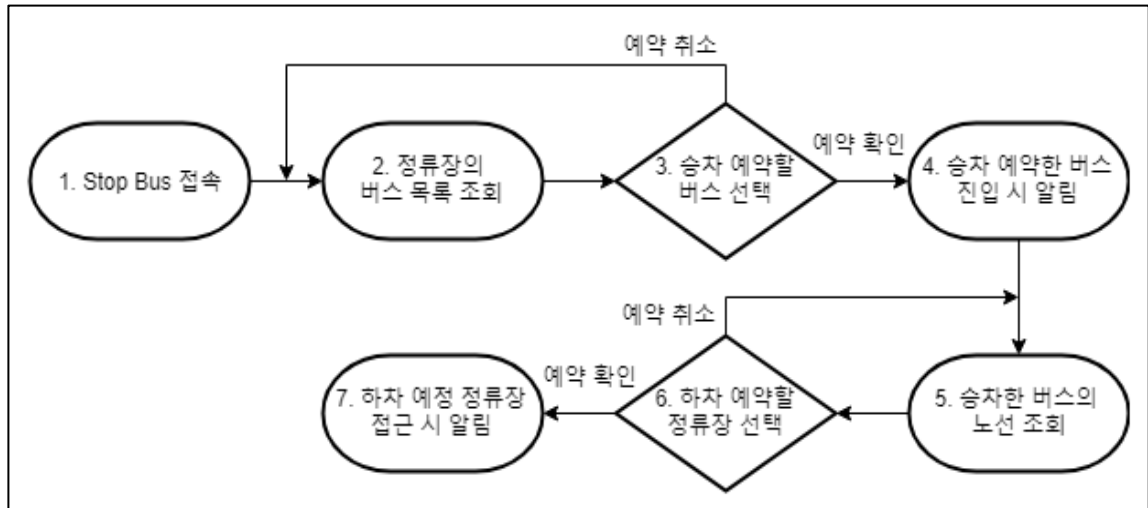 예약 취소
1. Stop Bus 접속
2. 정류장의
버스 목록 조회
3. 승차 예약할
버스 선택
예약 확인
4. 승차 예약한 버스
진입 시 알림
예약 취소
5. 승차한 버스의
노선 조회
6. 하차 예약할
정류장 선택
예약 확인
7. 하차 예정 정류장
접근 시 알림